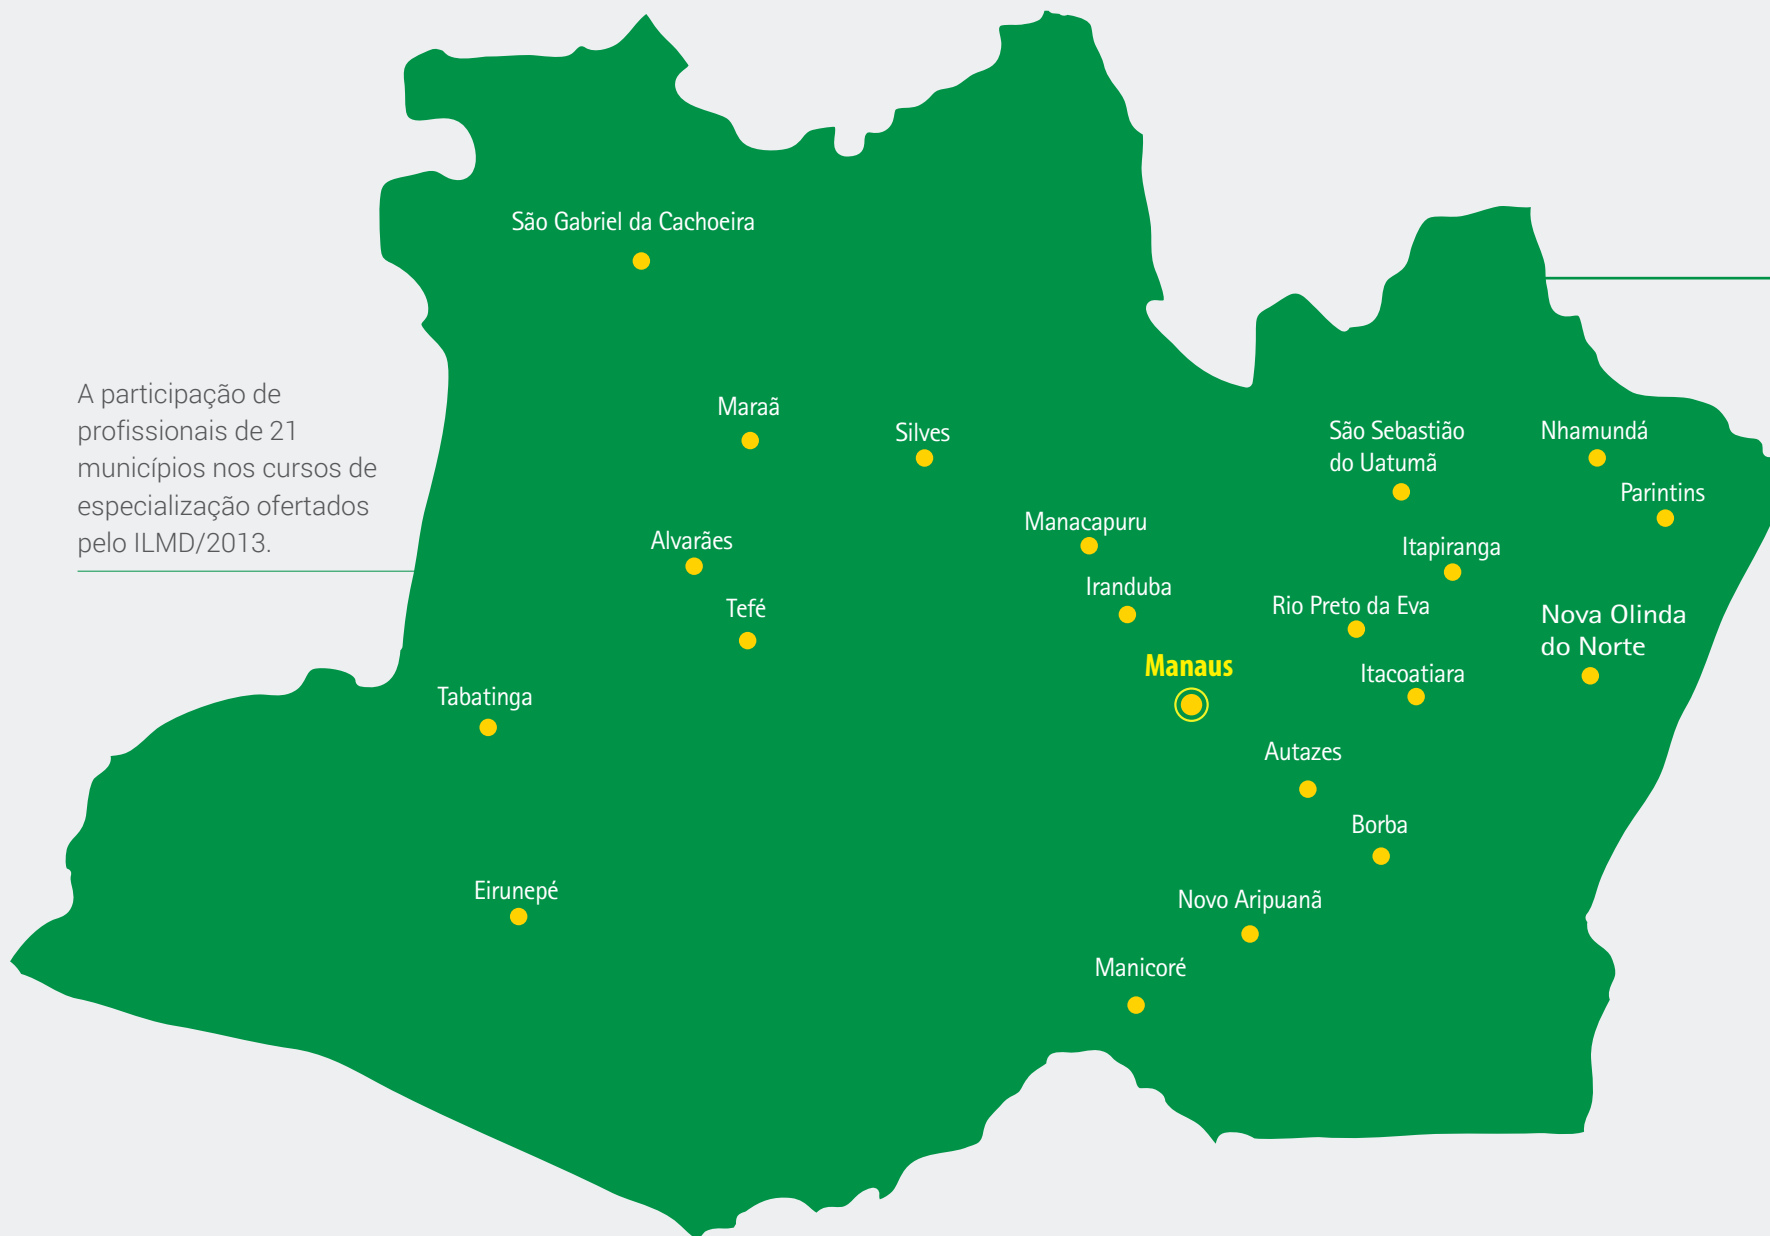 São Gabriel da Cachoeira
A participação de
profissionais de 21
municípios nos cursos de
especialização ofertados
pelo ILMD/2013.
Maraã
Silves
São Sebastião
do Uatumã
Nhamundá
Parintins
Manacapuru
Alvarães
Itapiranga
Iranduba
Tefé
Rio Preto da Eva
Nova Olinda
do Norte
Manaus
Itacoatiara
Tabatinga
Autazes
Borba
Eirunepé
Novo Aripuanã
Manicoré